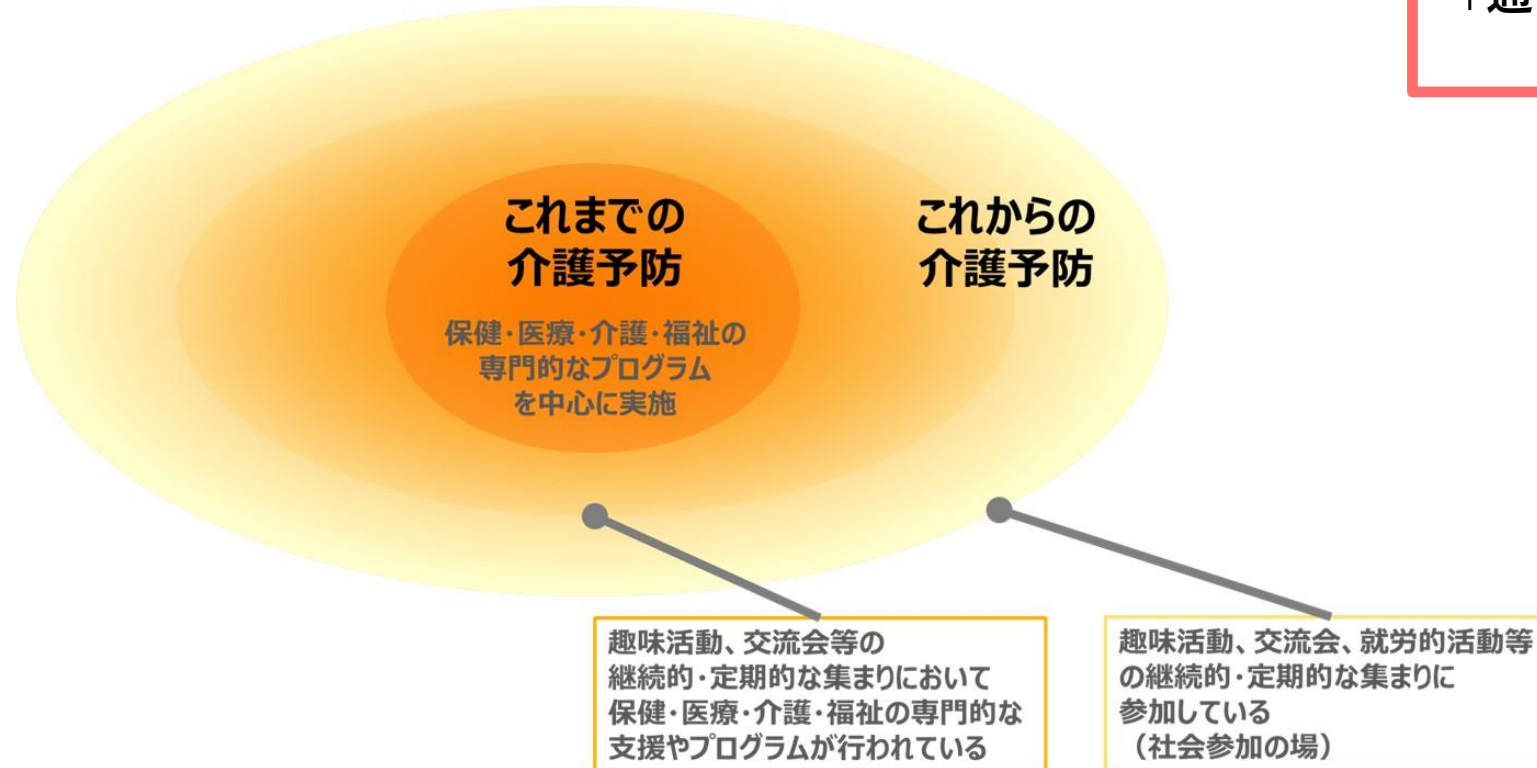 「通
これまでの
介護予防
保健・医療・介護・福祉の
専門的なプログラム
を中心に実施
これからの
介護予防
趣味活動、交流会等の
継続的・定期的な集まりにおいて
保健・医療・介護・福祉の専門的な
支援やプログラムが行われている
趣味活動、交流会、就労的活動等
の継続的・定期的な集まりに
参加している
（社会参加の場）